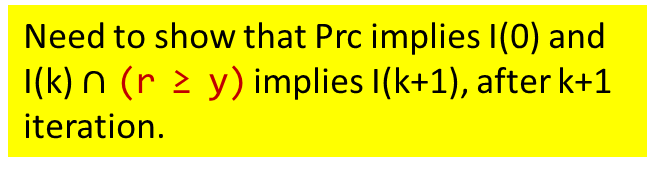 Need to show that Prc implies I(0) and
I(k) ∩ (r ≥ y) implies I(k+1), after k+1
iteration.